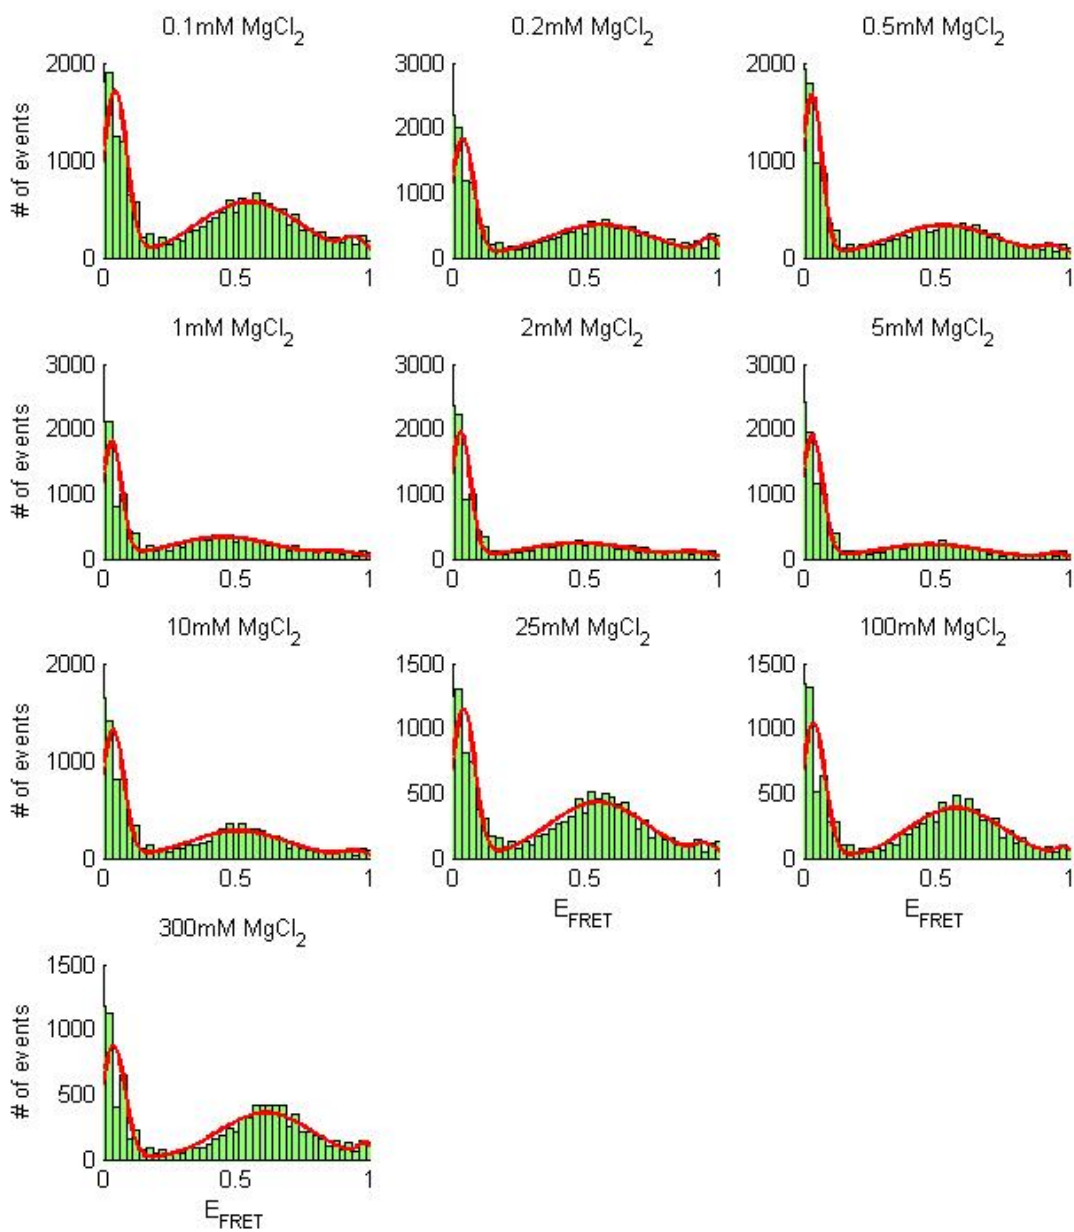 0.1mM MgCl2 0.2mM MgCl2 0.5mM MgCl2
2000 3000 2000
# of events
2000
1000 1000 1000
0 0 0
0 0.5 1 0 0.5 1 0 0.5 1
1mM MgCl2 2mM MgCl2 5mM MgCl2
3000 3000 3000
# of events
2000 2000 2000
1000 1000 1000
0 0 0
0 0.5 1 0 0.5 1 0 0.5 1
10mM MgCl2 25mM MgCl2 100mM MgCl2
2000 1500 1500
# of events
1000 1000 1000
500 500
0 0 0
0 0.5 1 0 0.5 1 0 0.5 1
EFRET EFRET
300mM MgCl2
1500
# of events
1000
500
0
0 0.5 1
EFRET